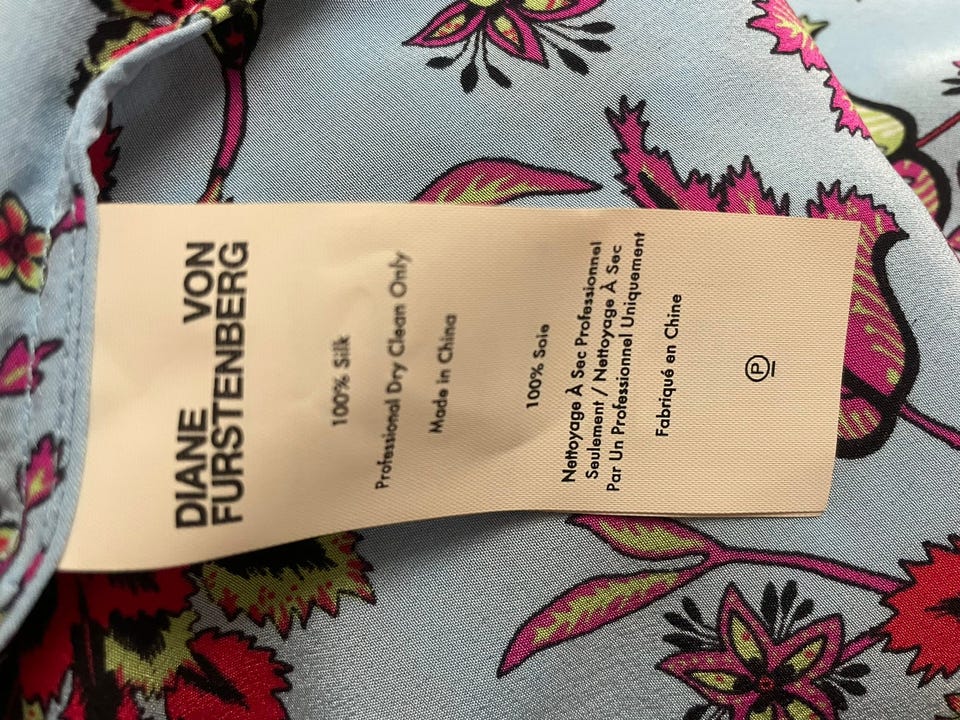 DIANE VON
FURSTENBERG
100% Silk
Professional Dry Clean Only
Made in China
100% Soie
Nettoyage À Sec Professionnel
Seulement / Nettoyage À Sec
Par Un Professionnel Uniquement
Fabriqué en Chine
P